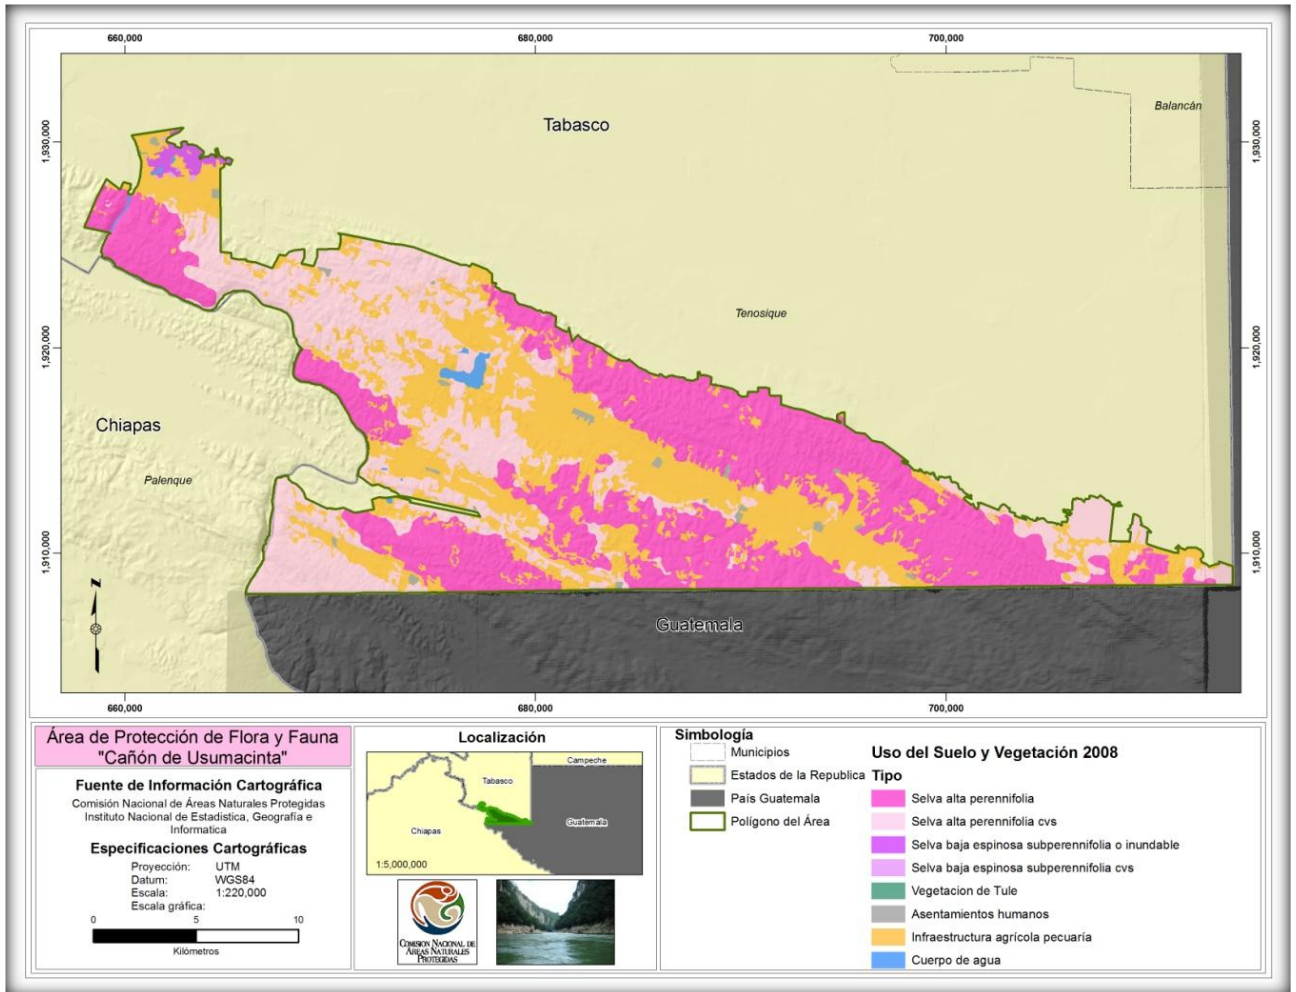 660,000
680,000
700,000
Balancán
Tabasco
1,930,000
1,930,000
Tenosique
1,920,000
1,920,000
Chiapas
Palenque
1,910,000
1,910,000
N
Guatemala
660,000
680,000
700,000
Área de Protección de Flora y Fauna
"Cañón de Usumacinta"
Fuente de Información Cartográfica
Comisión Nacional de Áreas Naturales Protegidas
Instituto Nacional de Estadística, Geografía e
Informatica
Especificaciones Cartográficas
Proyección: UTM
Datum: WGS84
Escala: 1:220,000
Escala gráfica:
0 5 10
Kilómetros
Localización
Campeche
Tabasco
Guatemala
Chiapas
1:5,000,000
COMISION NACIONAL DE
AREAS NATURALES
PROTEGIDAS
Simbología
Municipios
Estados de la Republica
País Guatemala
Polígono del Área
Uso del Suelo y Vegetación 2008
Tipo
Selva alta perennifolia
Selva alta perennifolia cvs
Selva baja espinosa subperennifolia o inundable
Selva baja espinosa subperennifolia cvs
Vegetacion de Tule
Asentamientos humanos
Infraestructura agrícola pecuaría
Cuerpo de agua